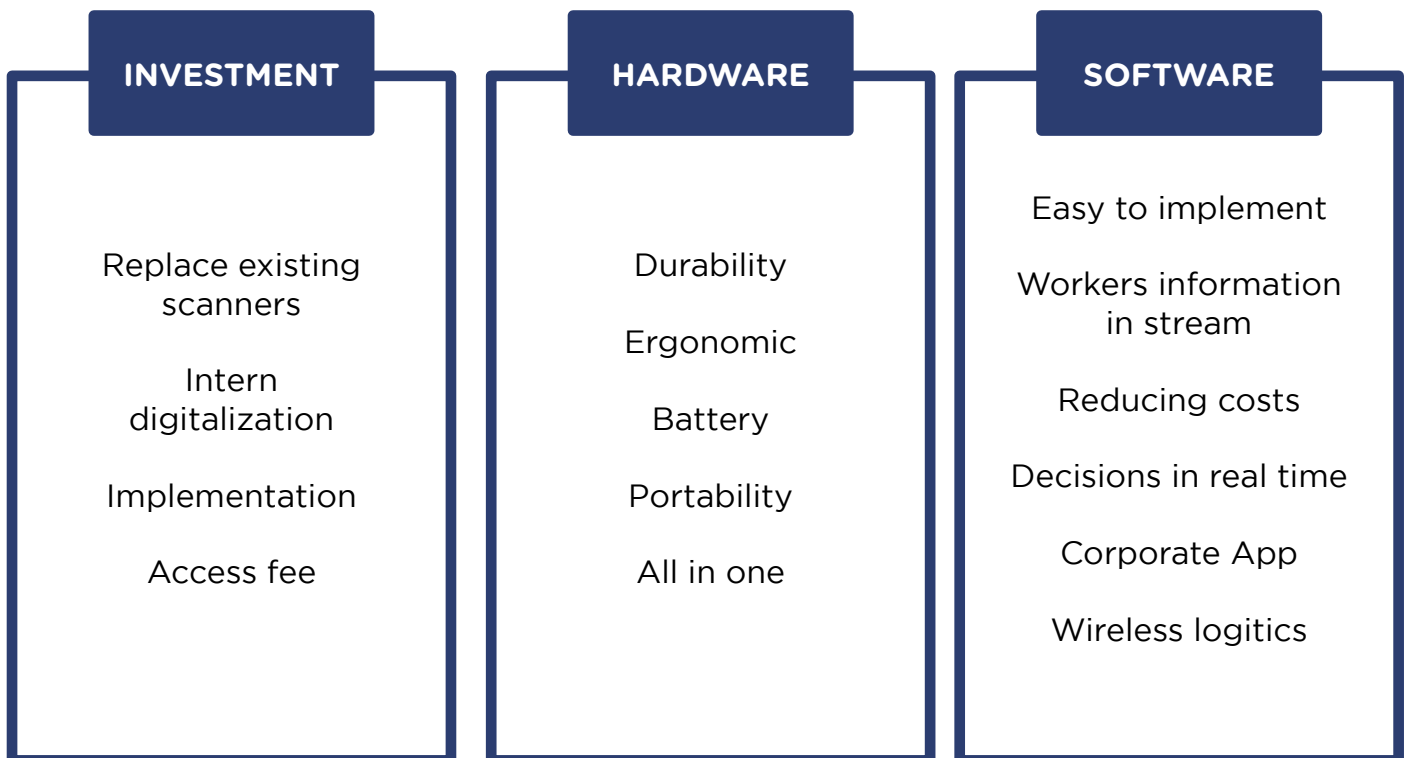 INVESTMENT
Replace existing
scanners
Intern
digitalization
Implementation
Access fee
HARDWARE
Durability
Ergonomic
Battery
Portability
All in one
SOFTWARE
Easy to implement
Workers information
in stream
Reducing costs
Decisions in real time
Corporate App
Wireless logitics